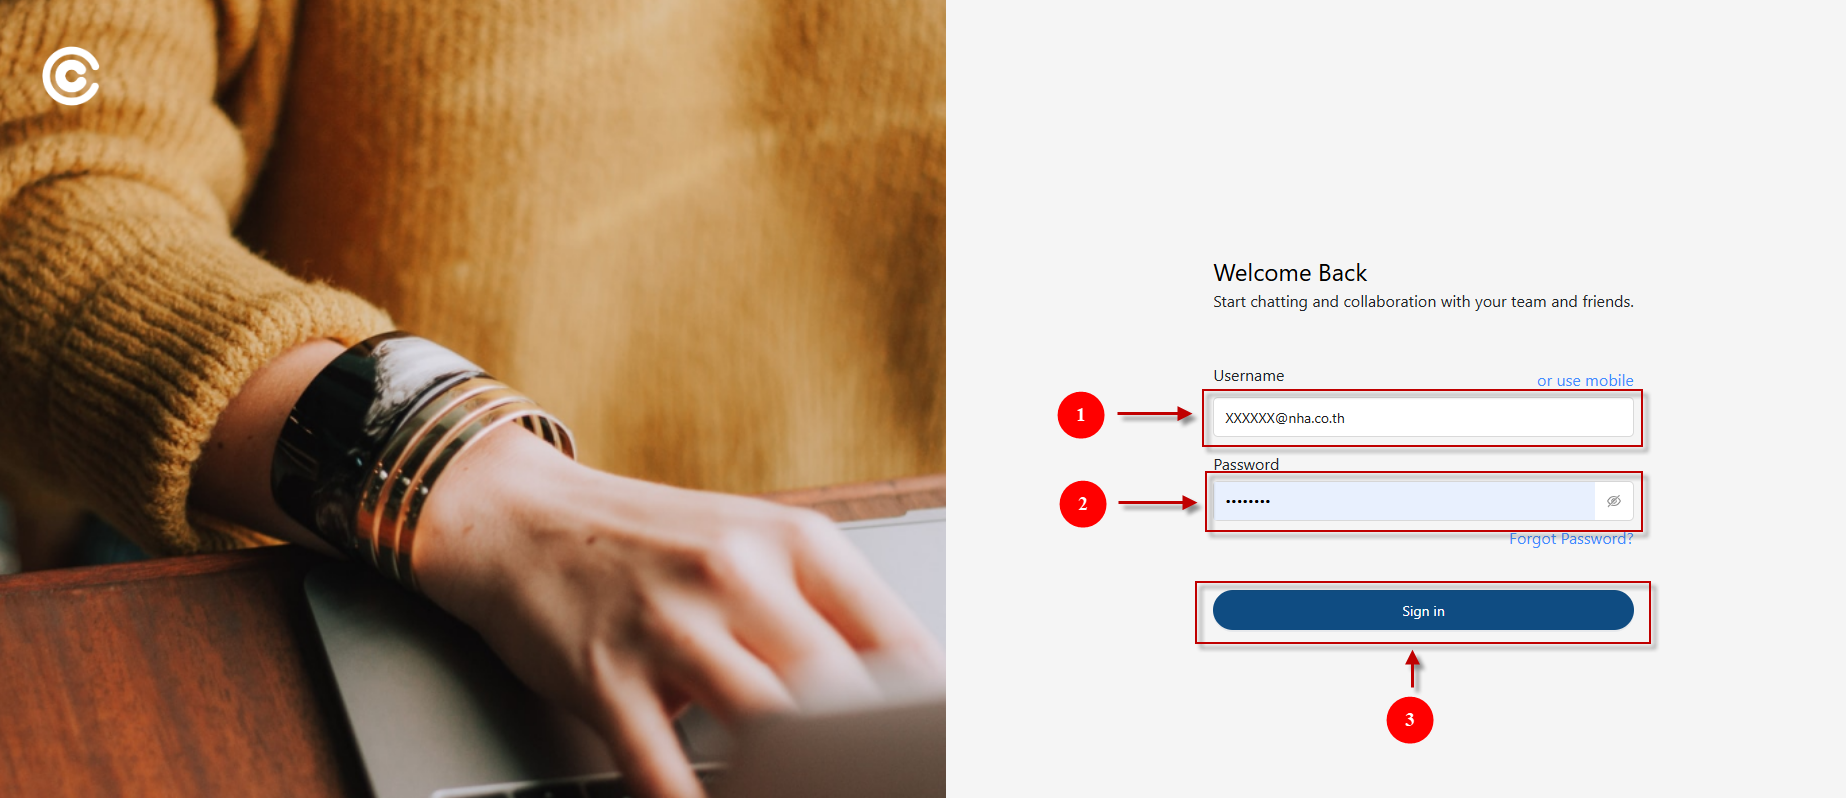 Welcome Back
Start chatting and collaboration with your team and friends.
Username
or use mobile
1
XXXXXX@nha.co.th
Password
2
••••••••
Forgot Password?
Sign in
3